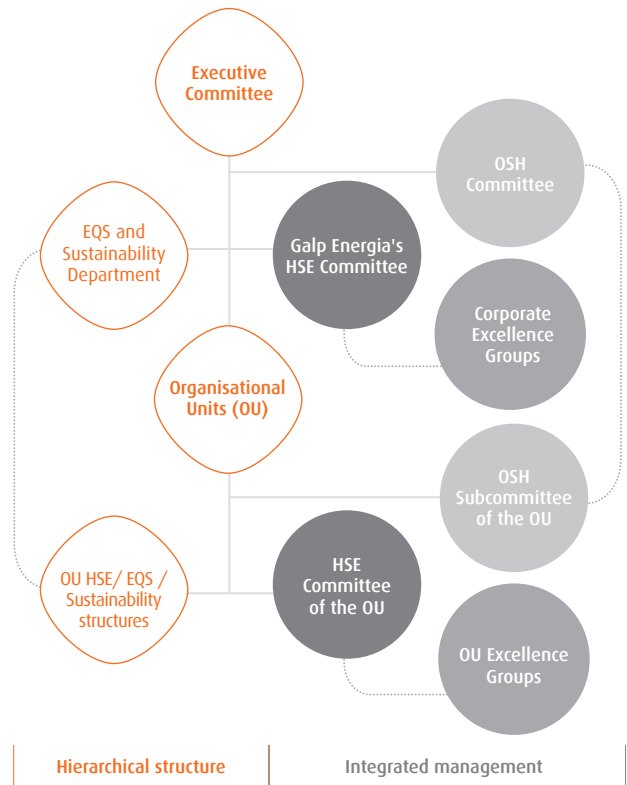 Executive
Committee
OSH
Committee
EQS and
Sustainability
Department
Galp Energia's
HSE Committee
Corporate
Excellence
Groups
Organisational
Units (OU)
OSH
Subcommittee
of the OU
OU HSE/ EQS /
Sustainability
structures
HSE
Committee
of the OU
OU Excellence
Groups
Hierarchical structure
Integrated management